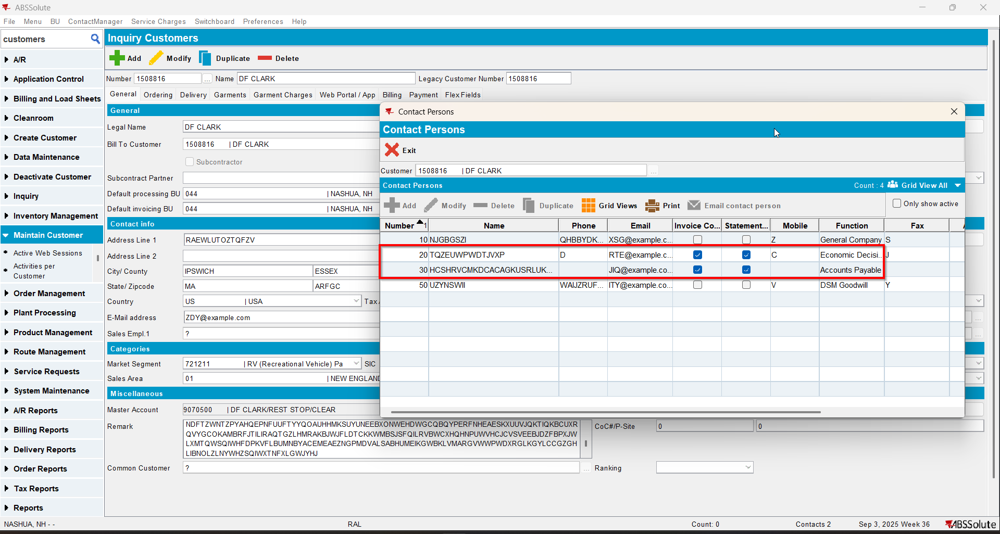 ABSSolute
File Menu BU ContactManager Service Charges Switchboard Preferences Help
customers
A/R
Application Control
Billing and Load Sheets
Cleanroom
Create Customer
Data Maintenance
Deactivate Customer
Inquiry
Inventory Management
Maintain Customer
Active Web Sessions
Activities per
Customer
Order Management
Plant Processing
Product Management
Route Management
Service Requests
System Maintenance
A/R Reports
Billing Reports
Delivery Reports
Order Reports
Tax Reports
Reports
Inquiry Customers
Add Modify Duplicate Delete
Number 1508816 ... Name DF CLARK Legacy Customer Number 1508816
General Ordering Delivery Garments Garment Charges Web Portal / App Billing Payment Flex Fields
General
Legal Name DF CLARK
Bill To Customer 1508816 | DF CLARK
Subcontractor
Subcontract Partner
Default processing BU 044 | NASHUA, NH
Default invoicing BU 044 | NASHUA, NH
Contact info
Address Line 1 RAEWLUTOZTQFZV
Address Line 2
City/ County IPSWICH ESSEX
State/ Zipcode MA ARFGC
Country US | USA Tax
E-Mail address ZDY@example.com
Sales Empl.1 ?
Categories
Market Segment 721211 | RV (Recreational Vehicle) Pa SIC
Sales Area 01 | NEW ENGLAND
Miscellaneous
Master Account 9070500 | DF CLARK/REST STOP/CLEAR
Remark NDFTZWNTZPYAHQEPNFUUFTYYQOAUHHMKSUYUNEEBXONWEHDWGCQBQYPERFNHEAESKXUUVJQKTIQKBCUXR
QVYGCOKAMBRFJTILIRAQTGZLHMRAKBJWJFLDTCKKWMBSJSFQILRVBWCXHQHNPUWVHCJCVSVEEBJDZFBPXJW
LXMTQWSQIWHFDPKVFLBUMNBYACEMEAEZNGPMDVALSABHUMEIKGWBKLVMARGVWWPWDXRGLKGYLCCGZGH
LIBNOLZLNYWHZSQIWXTNFXLGWJYHJ
CoC#/P-Site 0 0
Common Customer ? ... Ranking
Contact Persons
Contact Persons
Exit
Customer 1508816 | DF CLARK ...
Contact Persons Count : 4 Grid View All
Add Modify Delete Duplicate Grid Views Print Email contact person Only show active
Number 1 Name Phone Email Invoice Co... Statement... Mobile Function Fax
10 NJGBGSZI QHBBYDK... XSG@example.c... Z General Company S
20 TQZEUWPWDTJVXP D RTE@example.c... C Economic Decisi... J
30 HCSHRVCMKDCACAGKUSRLUK... JIQ@example.co... Accounts Payable
50 UZYNSWII WAIJZRUF... ITY@example.co... V DSM Goodwill Y
NASHUA, NH - - RAL Count: 0 Contacts 2 Sep 3, 2025 Week 36 ABSSolute